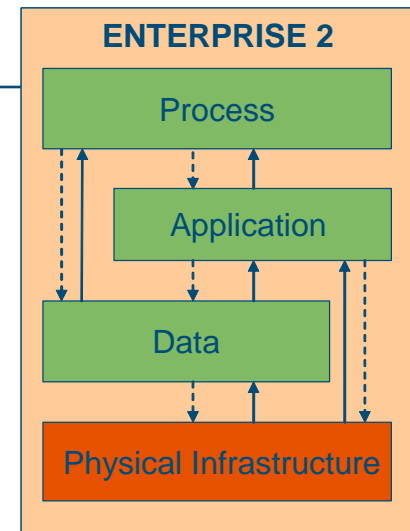 ENTERPRISE 2
Process
Application
Data
Physical Infrastructure